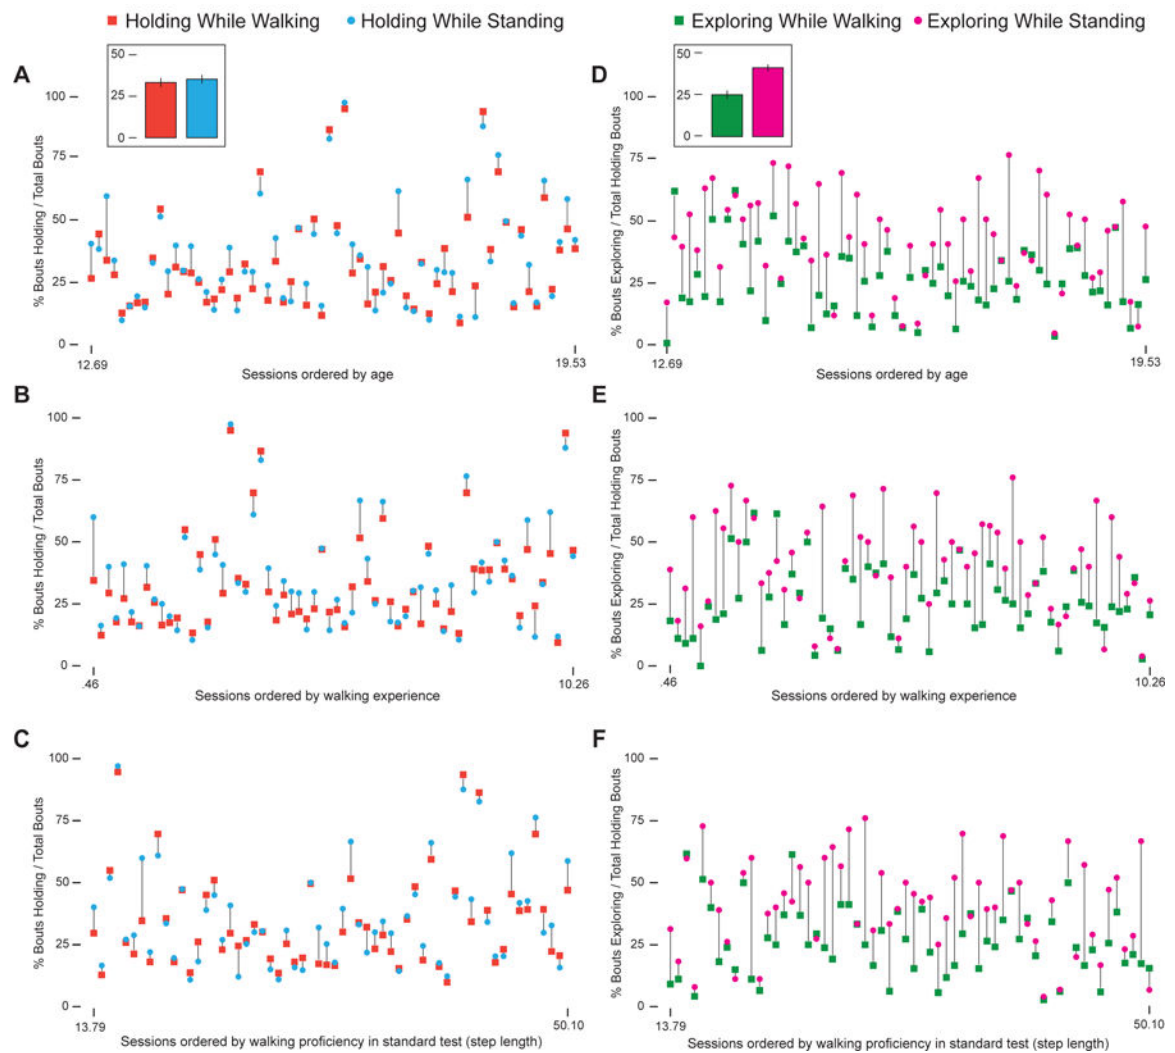 Holding While Walking Holding While Standing Exploring While Walking Exploring While Standing
A
50
25
0
100
75
50
25
0
% Bouts Holding / Total Bouts
12.69 19.53
Sessions ordered by age
D
50
25
0
100
75
50
25
0
% Bouts Exploring / Total Holding Bouts
12.69 19.53
Sessions ordered by age
B
100
75
50
25
0
% Bouts Holding / Total Bouts
.46 10.26
Sessions ordered by walking experience
E
100
75
50
25
0
% Bouts Exploring / Total Holding Bouts
.46 10.26
Sessions ordered by walking experience
C
100
75
50
25
0
% Bouts Holding / Total Bouts
13.79 50.10
Sessions ordered by walking proficiency in standard test (step length)
F
100
75
50
25
0
% Bouts Exploring / Total Holding Bouts
13.79 50.10
Sessions ordered by walking proficiency in standard test (step length)